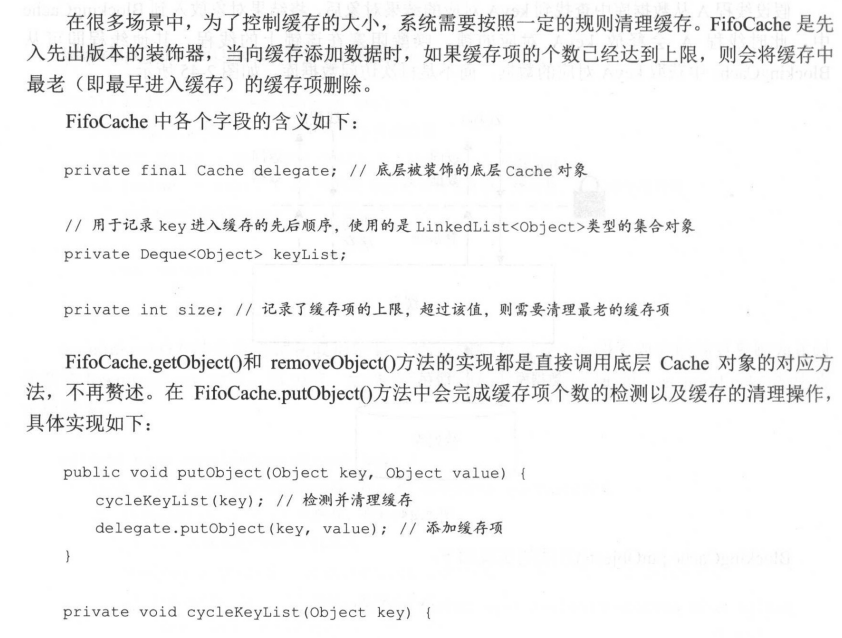 在很多场景中，为了控制缓存的大小，系统需要按照一定的规则清理缓存。FifoCache 是先
入先出版本的装饰器，当向缓存添加数据时，如果缓存项的个数已经达到上限，则会将缓存中
最老（即最早进入缓存）的缓存项删除。
FifoCache 中各个字段的含义如下：
private final Cache delegate; // 底层被装饰的底层 Cache 对象
// 用于记录 key 进入缓存的先后顺序，使用的是 LinkedList<Object>类型的集合对象
private Deque<Object> keyList;
private int size; // 记录了缓存项的上限，超过该值，则需要清理最老的缓存项
FifoCache.getObject()和 removeObject()方法的实现都是直接调用底层 Cache 对象的对应方
法，不再赘述。在 FifoCache.putObject()方法中会完成缓存项个数的检测以及缓存的清理操作，
具体实现如下：
public void putObject(Object key, Object value) {
cycleKeyList(key); // 检测并清理缓存
delegate.putObject(key, value); // 添加缓存项
}
private void cycleKeyList(Object key) {